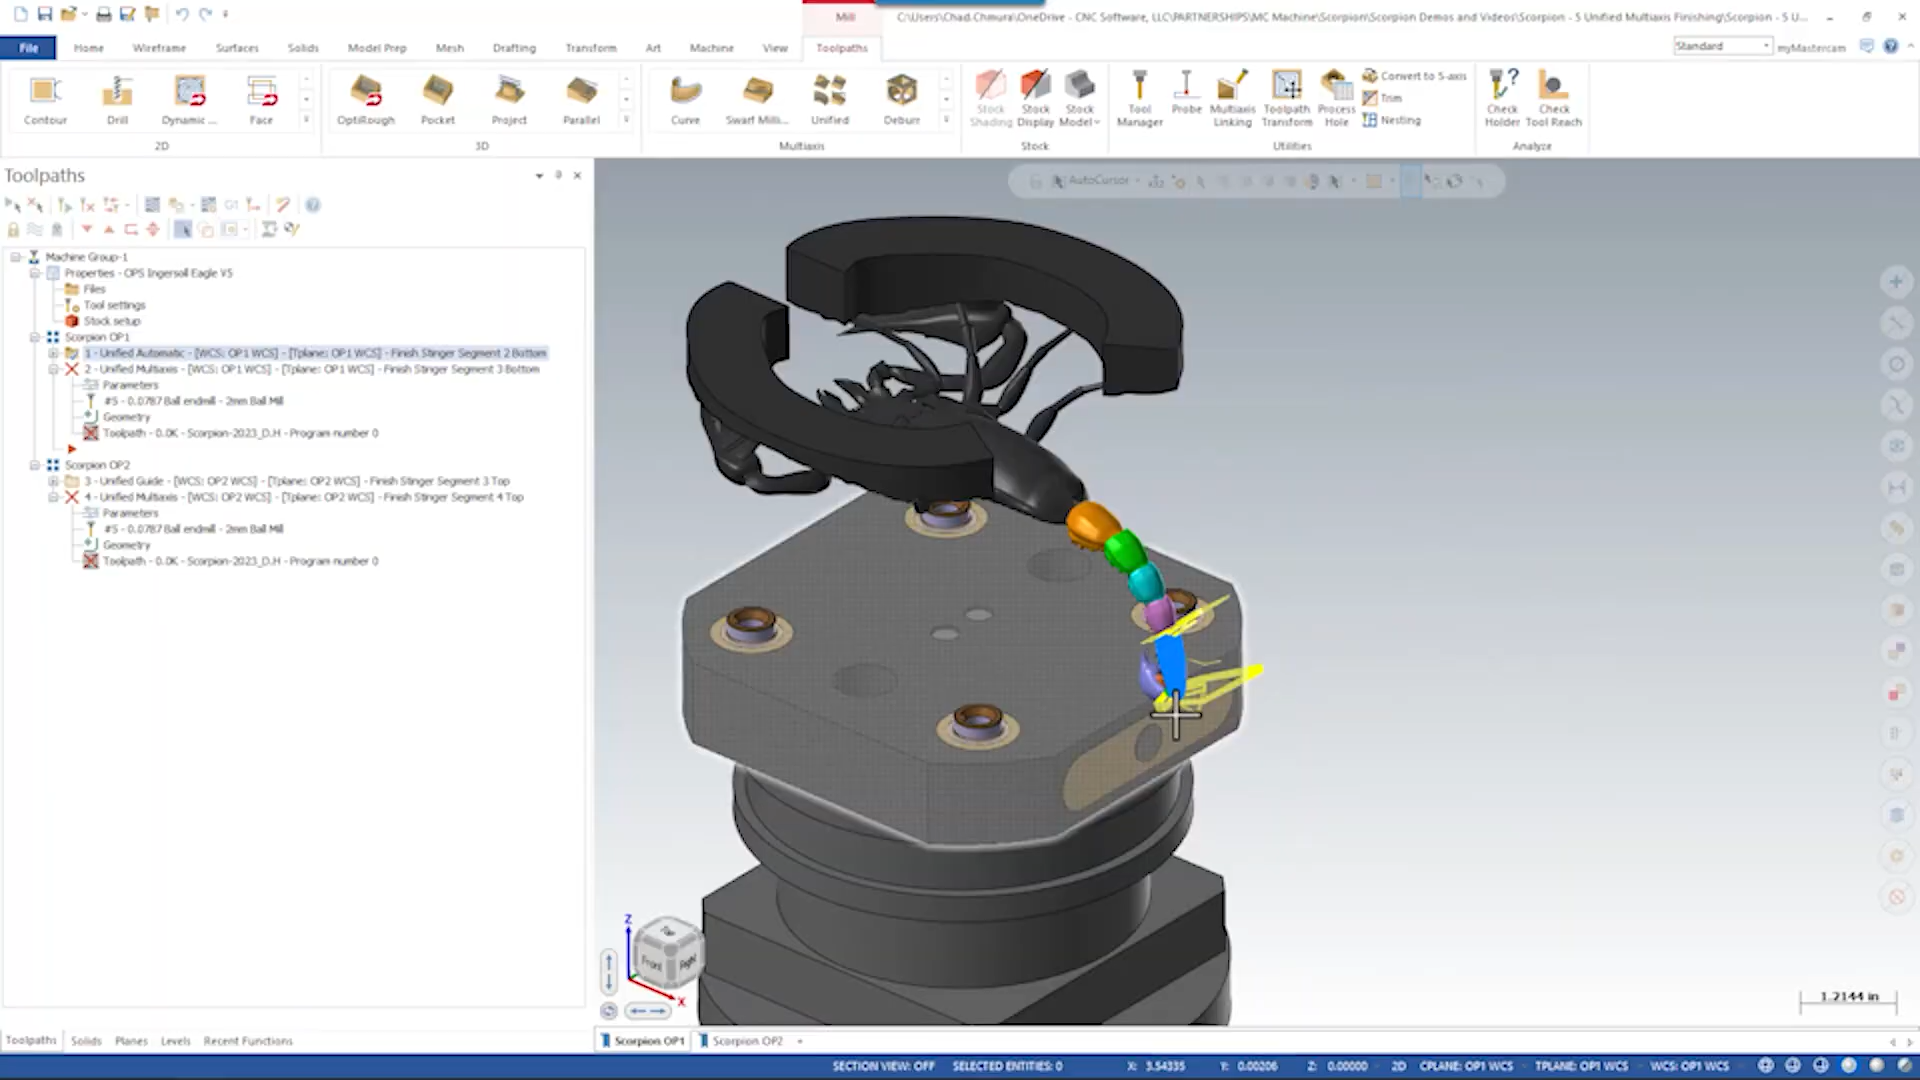 Mill
C:\Users\Chad.Chmura\OneDrive - CNC Software, LLC\PARTNERSHIPS\MC Machine\Scorpion\Scorpion Demos and Videos\Scorpion - 5 Unified Multiaxis Finishing\Scorpion - 5 U...
File Home Wireframe Surfaces Solids Model Prep Mesh Drafting Transform Art Machine View Toolpaths
Standard myMastercam
Contour Drill Dynamic ... Face
OptiRough Pocket Project Parallel
Curve Swarf Milli... Unified Deburr
Stock Shading Stock Display Stock Model
Tool Manager Probe Multiaxis Linking Toolpath Transform Process Hole
Convert to 5-axis
Trim
Nesting
Check Holder Check Tool Reach
2D 3D Multiaxis Stock Utilities Analyze
Toolpaths
AutoCursor
G1
Machine Group-1
Properties - OPS Ingersoll Eagle V5
Files
Tool settings
Stock setup
Scorpion OP1
1 - Unified Automatic - [WCS: OP1 WCS] - [Tplane: OP1 WCS] - Finish Stinger Segment 2 Bottom
2 - Unified Multiaxis - [WCS: OP1 WCS] - [Tplane: OP1 WCS] - Finish Stinger Segment 3 Bottom
Parameters
#5 - 0.0787 Ball endmill - 2mm Ball Mill
Geometry
Toolpath - 0.0K - Scorpion-2023_D.H - Program number 0
Scorpion OP2
3 - Unified Guide - [WCS: OP2 WCS] - [Tplane: OP2 WCS] - Finish Stinger Segment 3 Top
4 - Unified Multiaxis - [WCS: OP2 WCS] - [Tplane: OP2 WCS] - Finish Stinger Segment 4 Top
Parameters
#5 - 0.0787 Ball endmill - 2mm Ball Mill
Geometry
Toolpath - 0.0K - Scorpion-2023_D.H - Program number 0
Z
Top
Front Right
X
1.2144 in
Toolpaths Solids Planes Levels Recent Functions
Scorpion OP1 Scorpion OP2 +
SECTION VIEW: OFF SELECTED ENTITIES: 0 X: 3.54335 Y: 0.00206 Z: 0.00000 2D CPLANE: OP1 WCS TPLANE: OP1 WCS WCS: OP1 WCS